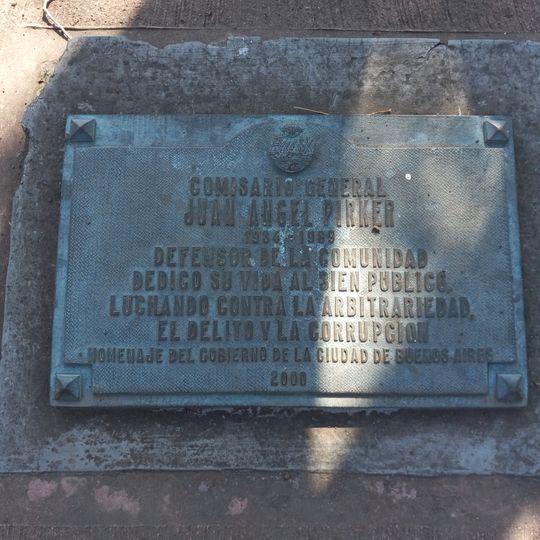 COMISARIO GENERAL
JUAN ANGEL PIRKER
1934 - 1989
DEFENSOR DE LA COMUNIDAD
DEDICO SU VIDA AL BIEN PUBLICO,
LUCHANDO CONTRA LA ARBITRARIEDAD,
EL DELITO Y LA CORRUPCION
HOMENAJE DEL GOBIERNO DE LA CIUDAD DE BUENOS AIRES
2000